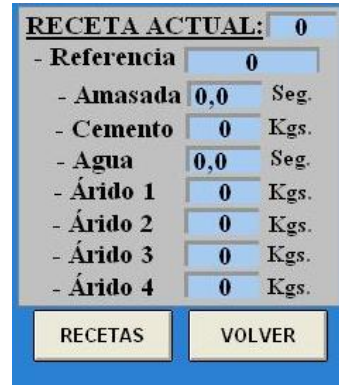 RECETA ACTUAL: 0
- Referencia 0
- Amasada 0,0 Seg.
- Cemento 0 Kgs.
- Agua 0,0 Seg.
- Árido 1 0 Kgs.
- Árido 2 0 Kgs.
- Árido 3 0 Kgs.
- Árido 4 0 Kgs.
RECETAS VOLVER